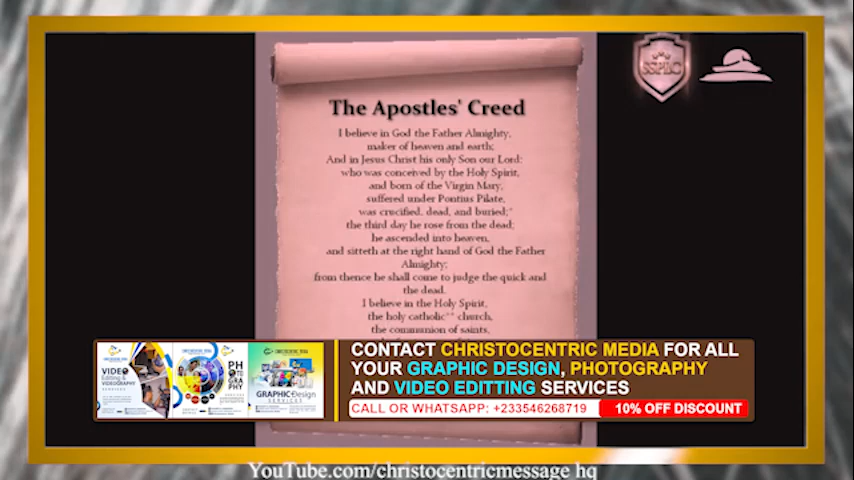 SSPBC
The Apostles' Creed
I believe in God the Father Almighty,
maker of heaven and earth;
And in Jesus Christ his only Son our Lord:
who was conceived by the Holy Spirit,
and born of the Virgin Mary,
suffered under Pontius Pilate,
was crucified, dead, and buried;*
the third day he rose from the dead;
he ascended into heaven,
and sitteth at the right hand of God the Father
Almighty;
from thence he shall come to judge the quick and
the dead.
I believe in the Holy Spirit,
the holy catholic** church,
the communion of saints,
VIDEO
Editing &
VIDEOGRAPHY
SERVICES
PH
TO
GRA
PHY
GRAPHIC Design
SERVICES
CONTACT CHRISTOCENTRIC MEDIA FOR ALL
YOUR GRAPHIC DESIGN, PHOTOGRAPHY
AND VIDEO EDITTING SERVICES
CALL OR WHATSAPP: +233546268719
10% OFF DISCOUNT
YouTube.com/christocentricmessage hq